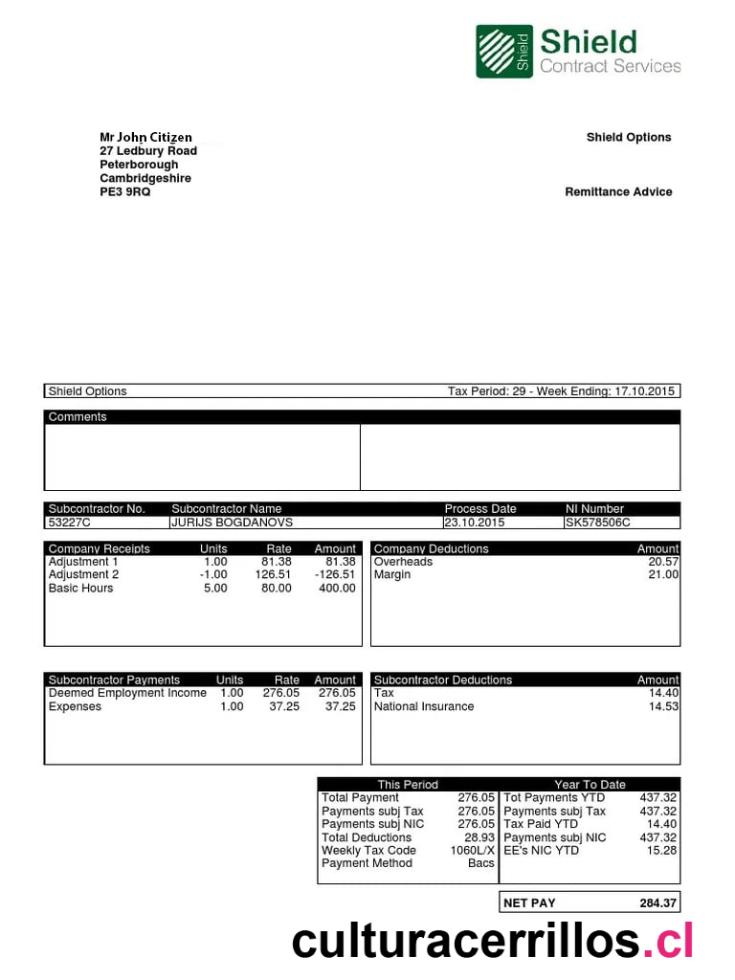 Shield
Shield
Contract Services
Mr John Citizen
27 Ledbury Road
Peterborough
Cambridgeshire
PE3 9RQ
Shield Options
Remittance Advice
Shield Options Tax Period: 29 - Week Ending: 17.10.2015
Comments
Subcontractor No. Subcontractor Name Process Date NI Number
53227C JURIJS BOGDANOVS 23.10.2015 SK578506C
Company Receipts Units Rate Amount
Adjustment 1 1.00 81.38 81.38
Adjustment 2 -1.00 126.51 -126.51
Basic Hours 5.00 80.00 400.00
Company Deductions Amount
Overheads 20.57
Margin 21.00
Subcontractor Payments Units Rate Amount
Deemed Employment Income 1.00 276.05 276.05
Expenses 1.00 37.25 37.25
Subcontractor Deductions Amount
Tax 14.40
National Insurance 14.53
This Period
Total Payment 276.05
Payments subj Tax 276.05
Payments subj NIC 276.05
Total Deductions 28.93
Weekly Tax Code 1060L/X
Payment Method Bacs
Year To Date
Tot Payments YTD 437.32
Payments subj Tax 437.32
Tax Paid YTD 14.40
Payments subj NIC 437.32
EE's NIC YTD 15.28
NET PAY 284.37
culturacerrillos.cl